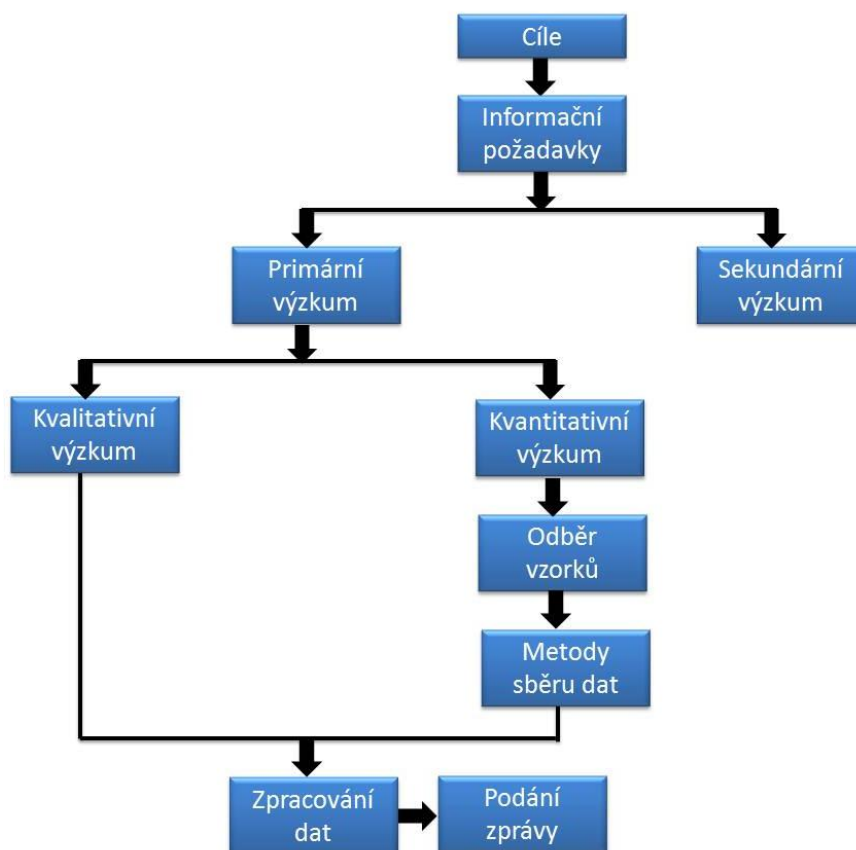 Cíle
Informační
požadavky
Primární
výzkum
Sekundární
výzkum
Kvalitativní
výzkum
Kvantitativní
výzkum
Odběr
vzorků
Metody
sběru dat
Zpracování
dat
Podání
zprávy